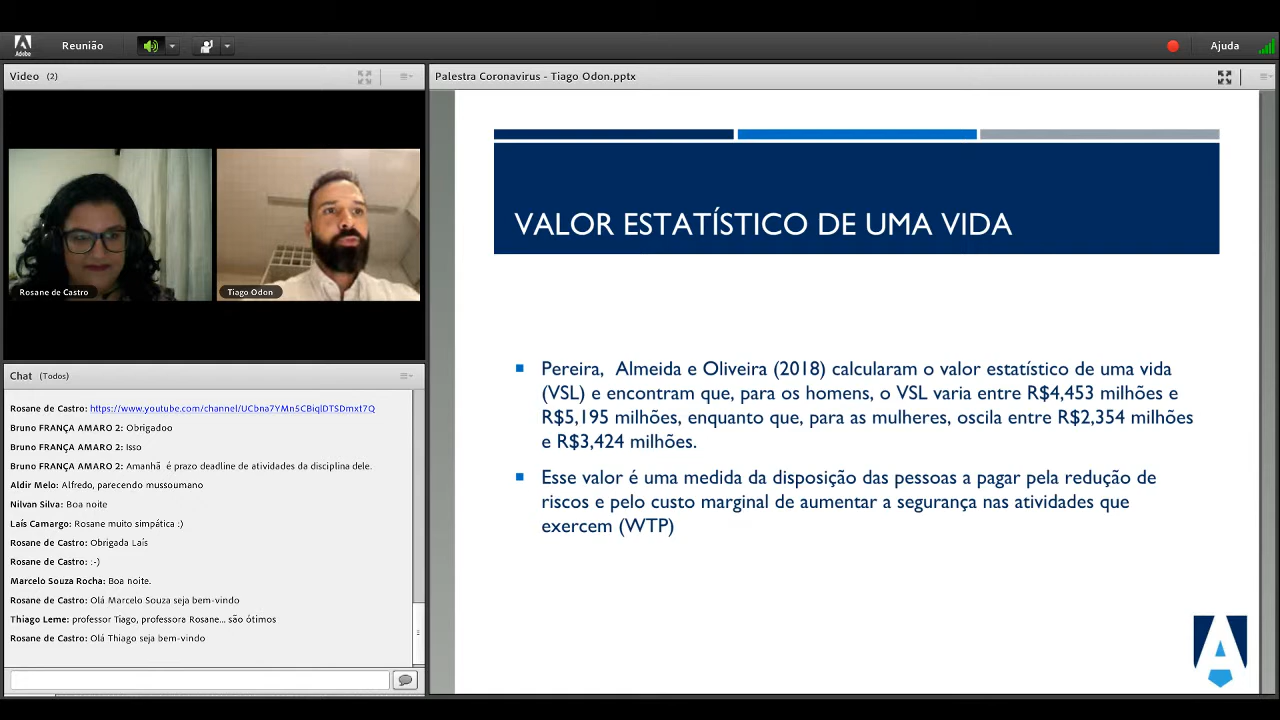 Adobe
Reunião
Ajuda
Video (2)
Rosane de Castro
Tiago Odon
Chat (Todos)
Rosane de Castro: https://www.youtube.com/channel/UCbna7YMn5CBiqlDTSDmxt7Q
Bruno FRANÇA AMARO 2: Obrigadoo
Bruno FRANÇA AMARO 2: Isso
Bruno FRANÇA AMARO 2: Amanhã é prazo deadline de atividades da disciplina dele.
Aldir Melo: Alfredo, parecendo mussoumano
Nilvan Silva: Boa noite
Laís Camargo: Rosane muito simpática :)
Rosane de Castro: Obrigada Laís
Rosane de Castro: :-)
Marcelo Souza Rocha: Boa noite.
Rosane de Castro: Olá Marcelo Souza seja bem-vindo
Thiago Leme: professor Tiago, professora Rosane... são ótimos
Rosane de Castro: Olá Thiago seja bem-vindo
Palestra Coronavirus - Tiago Odon.pptx
VALOR ESTATÍSTICO DE UMA VIDA
Pereira, Almeida e Oliveira (2018) calcularam o valor estatístico de uma vida
(VSL) e encontram que, para os homens, o VSL varia entre R$4,453 milhões e
R$5,195 milhões, enquanto que, para as mulheres, oscila entre R$2,354 milhões
e R$3,424 milhões.
Esse valor é uma medida da disposição das pessoas a pagar pela redução de
riscos e pelo custo marginal de aumentar a segurança nas atividades que
exercem (WTP)